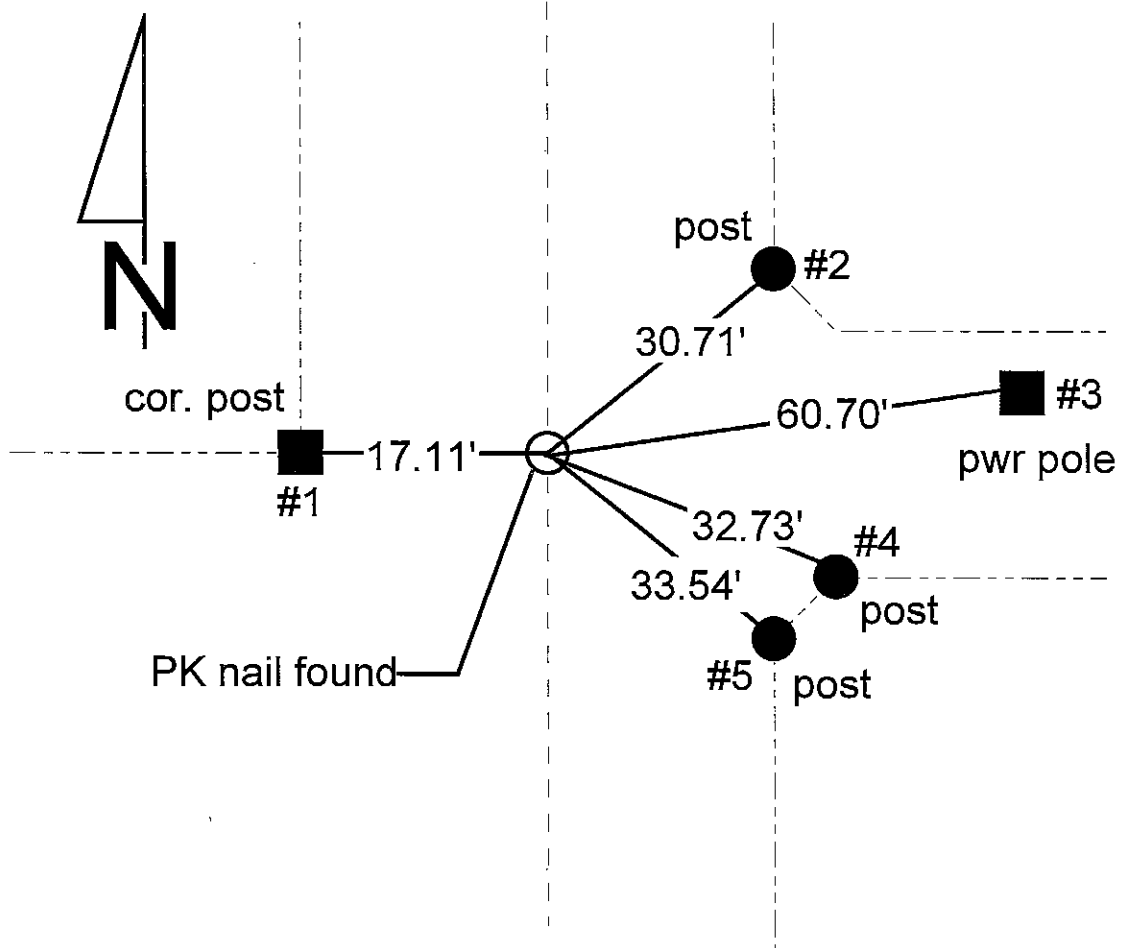 N
post
#2
30.71'
cor. post
#3
60.70'
17.11'
pwr pole
#1
32.73'
#4
33.54'
post
PK nail found
#5
post